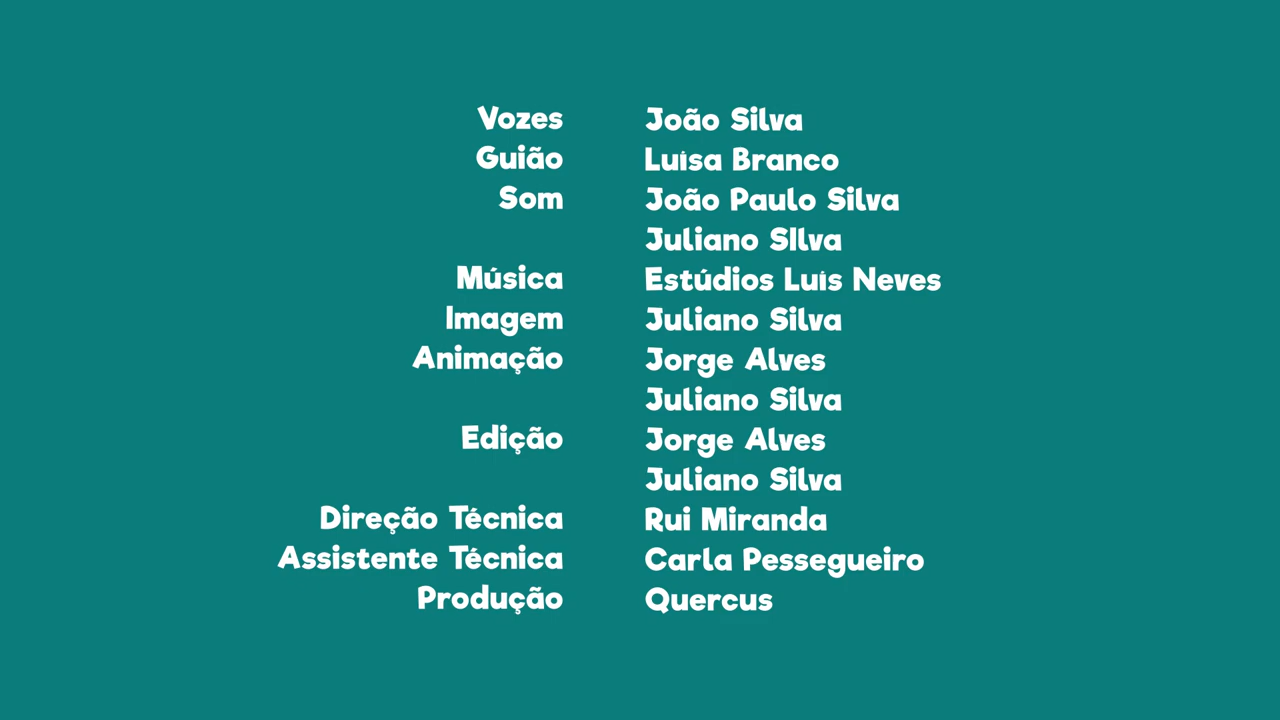 Vozes João Silva
Guião Luísa Branco
Som João Paulo Silva
Juliano SIlva
Música Estúdios Luís Neves
Imagem Juliano Silva
Animação Jorge Alves
Juliano Silva
Edição Jorge Alves
Juliano Silva
Direção Técnica Rui Miranda
Assistente Técnica Carla Pessegueiro
Produção Quercus